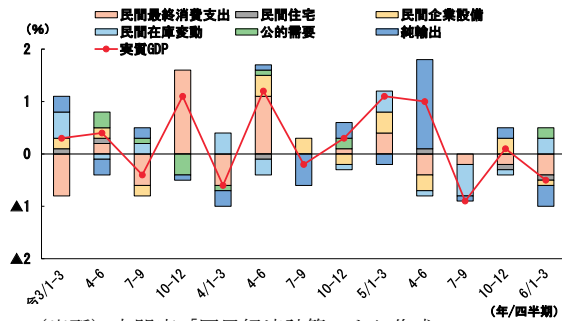 民間最終消費支出 民間住宅 民間企業設備
民間在庫変動 公的需要 純輸出
実質GDP
(%)
2
1
0
▲1
▲2
令3/1-3 4-6 7-9 10-12 4/1-3 4-6 7-9 10-12 5/1-3 4-6 7-9 10-12 6/1-3
(年/四半期)